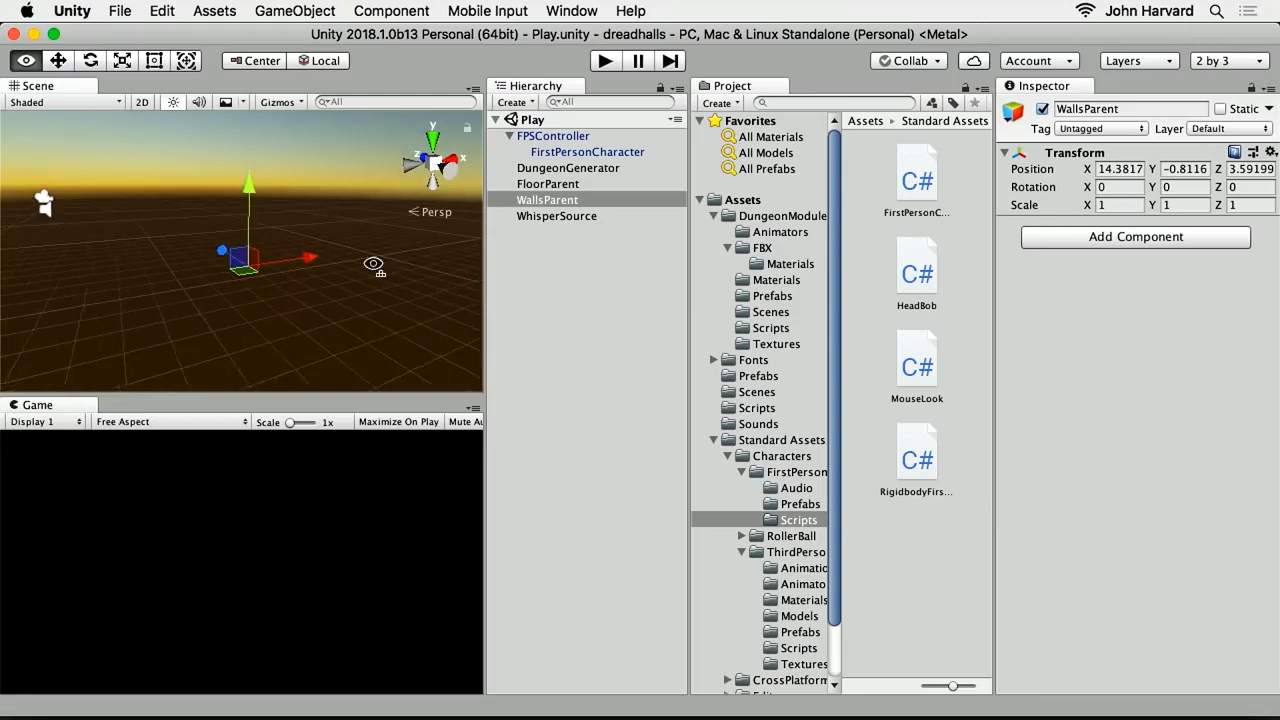 Unity File Edit Assets GameObject Component Mobile Input Window Help John Harvard
Unity 2018.1.0b13 Personal (64bit) - Play.unity - dreadhalls - PC, Mac & Linux Standalone (Personal) <Metal>
Center Local Collab Account Layers 2 by 3
Scene
Shaded 2D Gizmos All
y
x
z
Persp
Game
Display 1 Free Aspect Scale 1x Maximize On Play Mute Au
Hierarchy
Create All
Play
FPSController
FirstPersonCharacter
DungeonGenerator
FloorParent
WallsParent
WhisperSource
Project
Create
Favorites
All Materials
All Models
All Prefabs
Assets
DungeonModule
Animators
FBX
Materials
Materials
Prefabs
Scenes
Scripts
Textures
Fonts
Prefabs
Scenes
Scripts
Sounds
Standard Assets
Characters
FirstPerson
Audio
Prefabs
Scripts
RollerBall
ThirdPerso
Animatic
Animato
Materials
Models
Prefabs
Scripts
Textures
CrossPlatform
Assets Standard Assets
C#
FirstPersonC...
C#
HeadBob
C#
MouseLook
C#
RigidbodyFirs...
Inspector
WallsParent Static
Tag Untagged Layer Default
Transform
Position X 14.3817 Y -0.8116 Z 3.59199
Rotation X 0 Y 0 Z 0
Scale X 1 Y 1 Z 1
Add Component